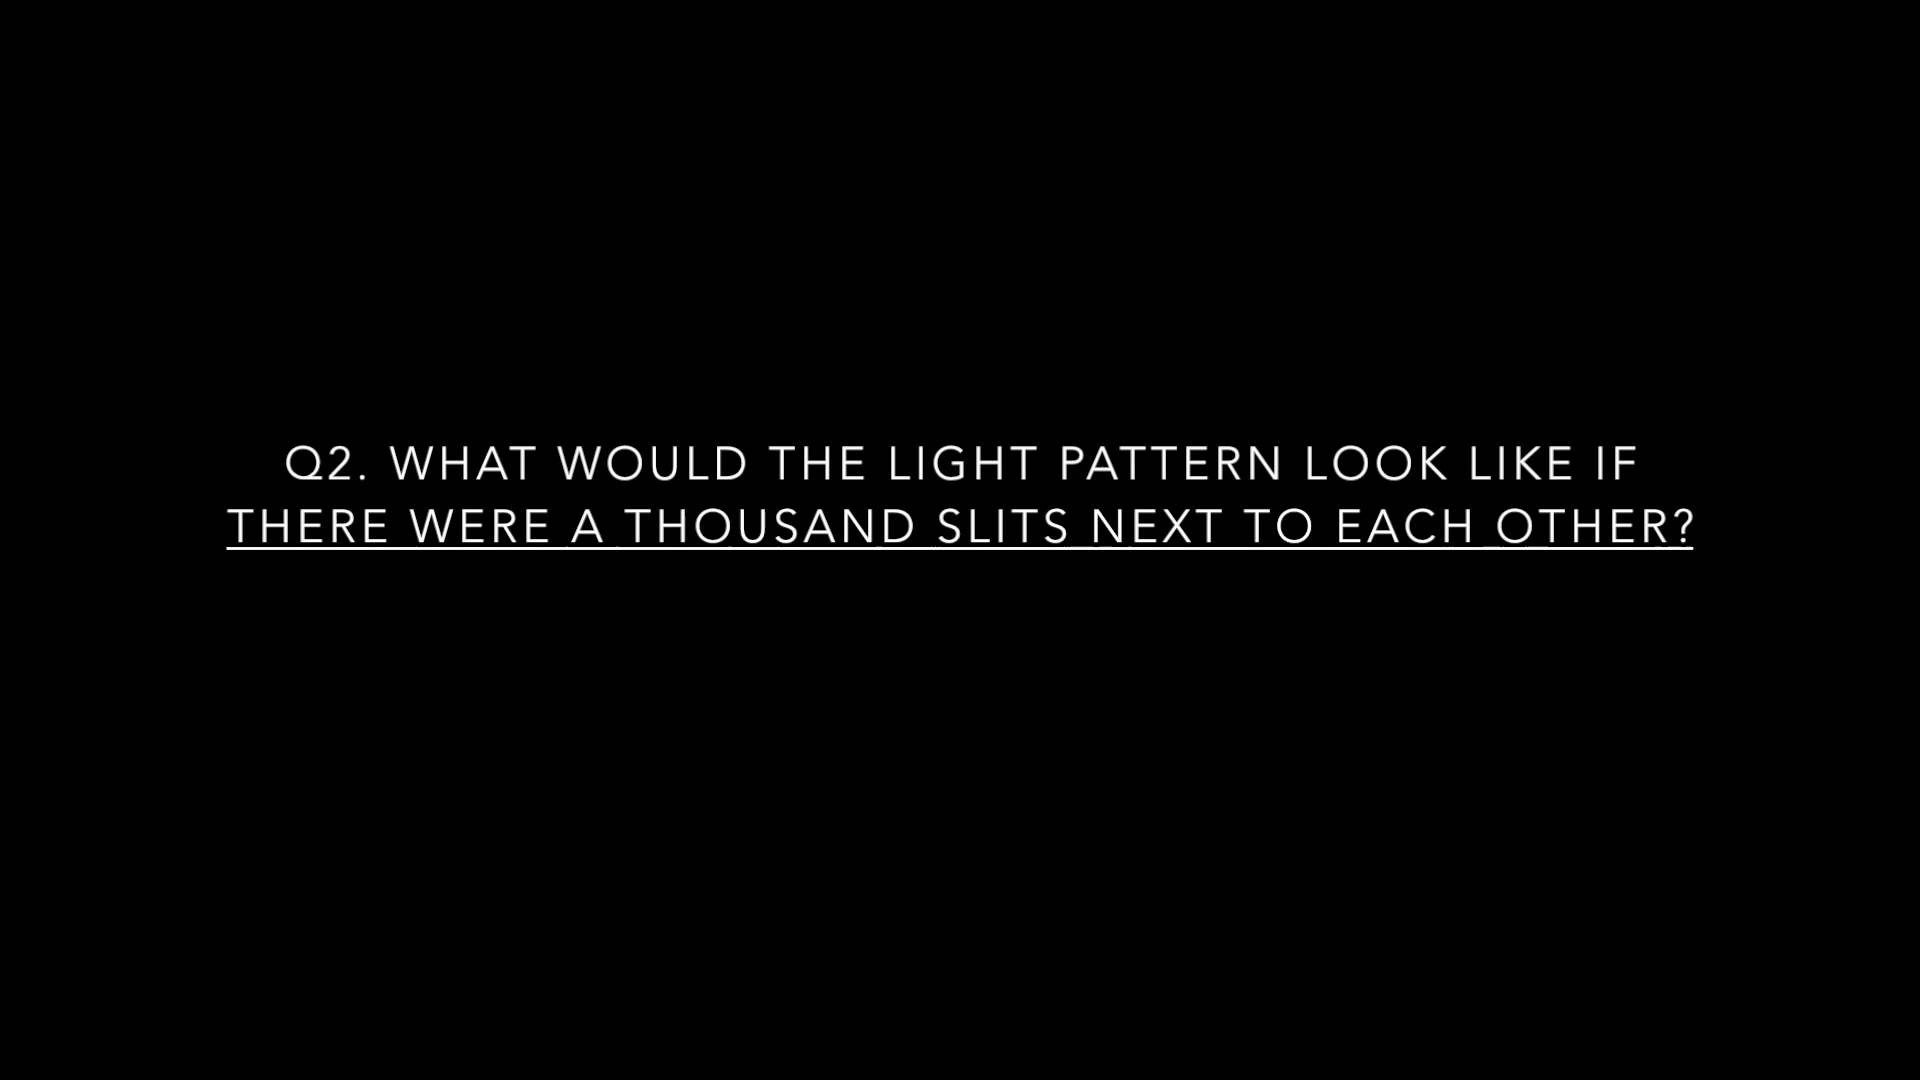 Q2. WHAT WOULD THE LIGHT PATTERN LOOK LIKE IF
THERE WERE A THOUSAND SLITS NEXT TO EACH OTHER?